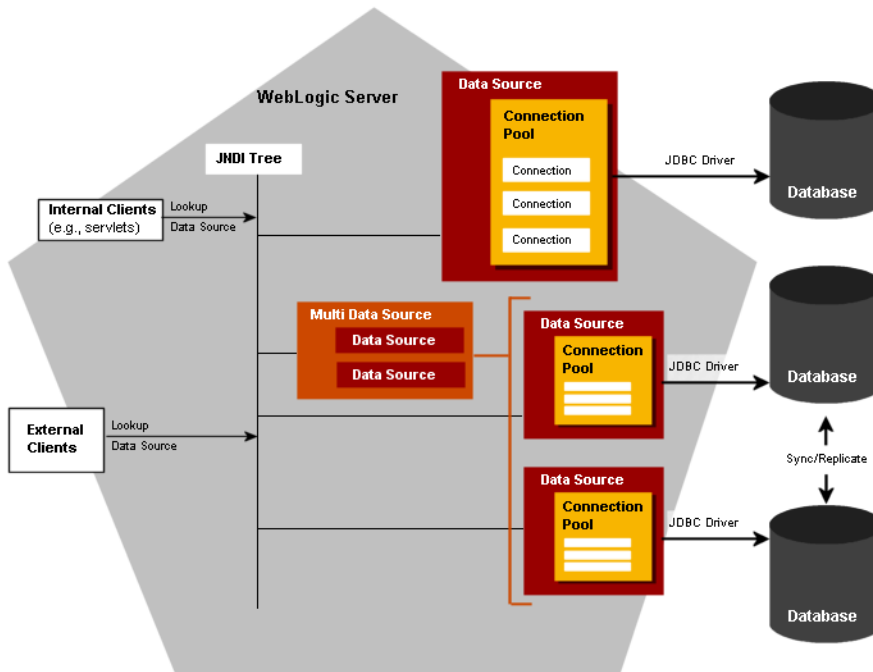 WebLogic Server
JNDI Tree
Internal Clients
(e.g., servlets)
Lookup
Data Source
Data Source
Connection
Pool
Connection
Connection
Connection
JDBC Driver
Database
Multi Data Source
Data Source
Data Source
Data Source
Connection
Pool
JDBC Driver
Database
External
Clients
Lookup
Data Source
Sync/Replicate
Data Source
Connection
Pool
JDBC Driver
Database